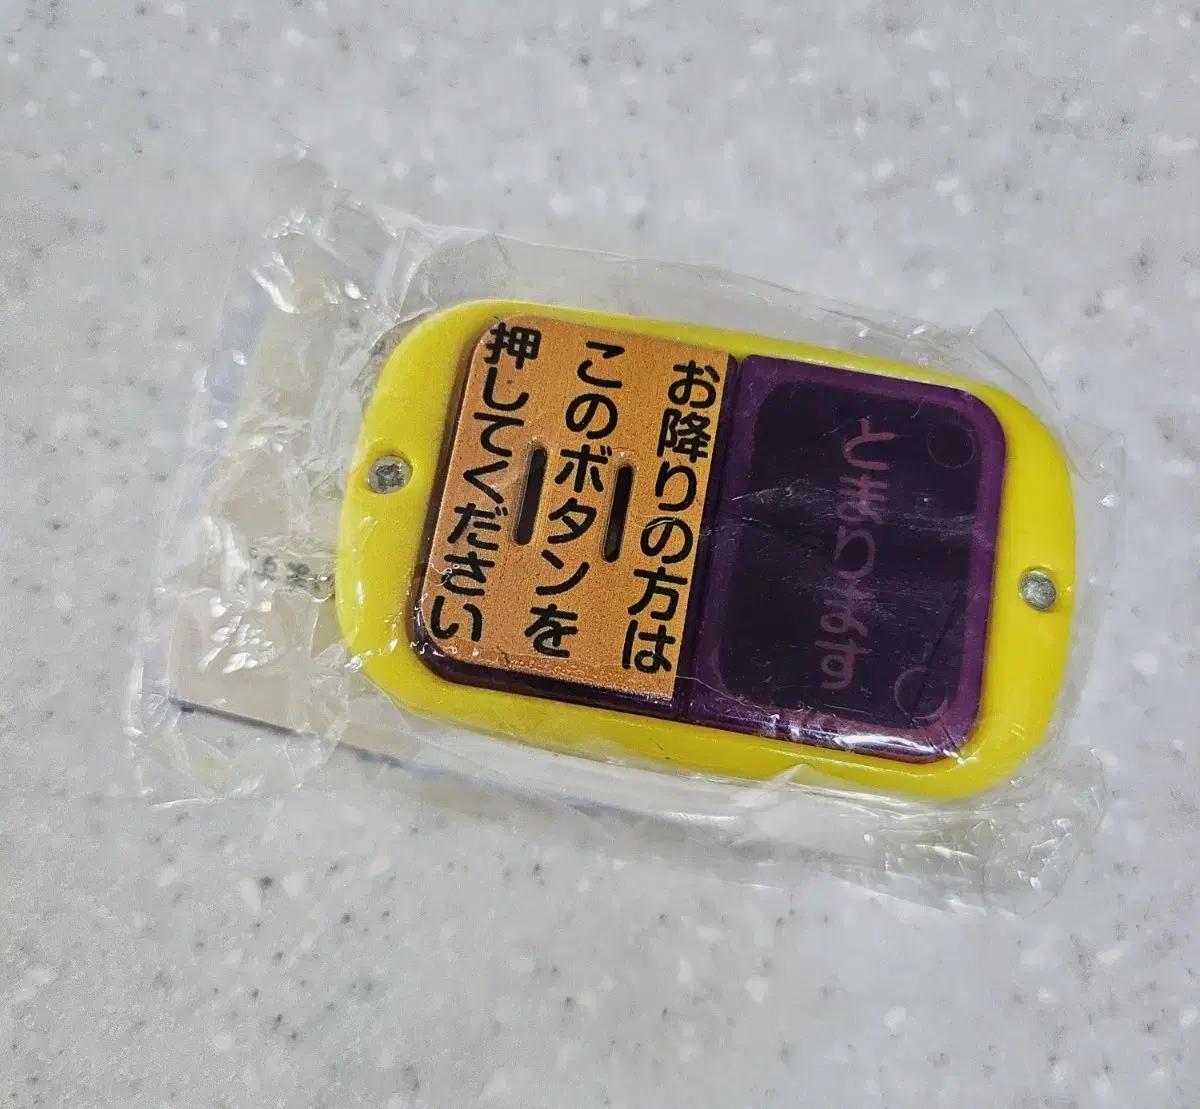 お降りの方は
このボタンを
押してください
とまります